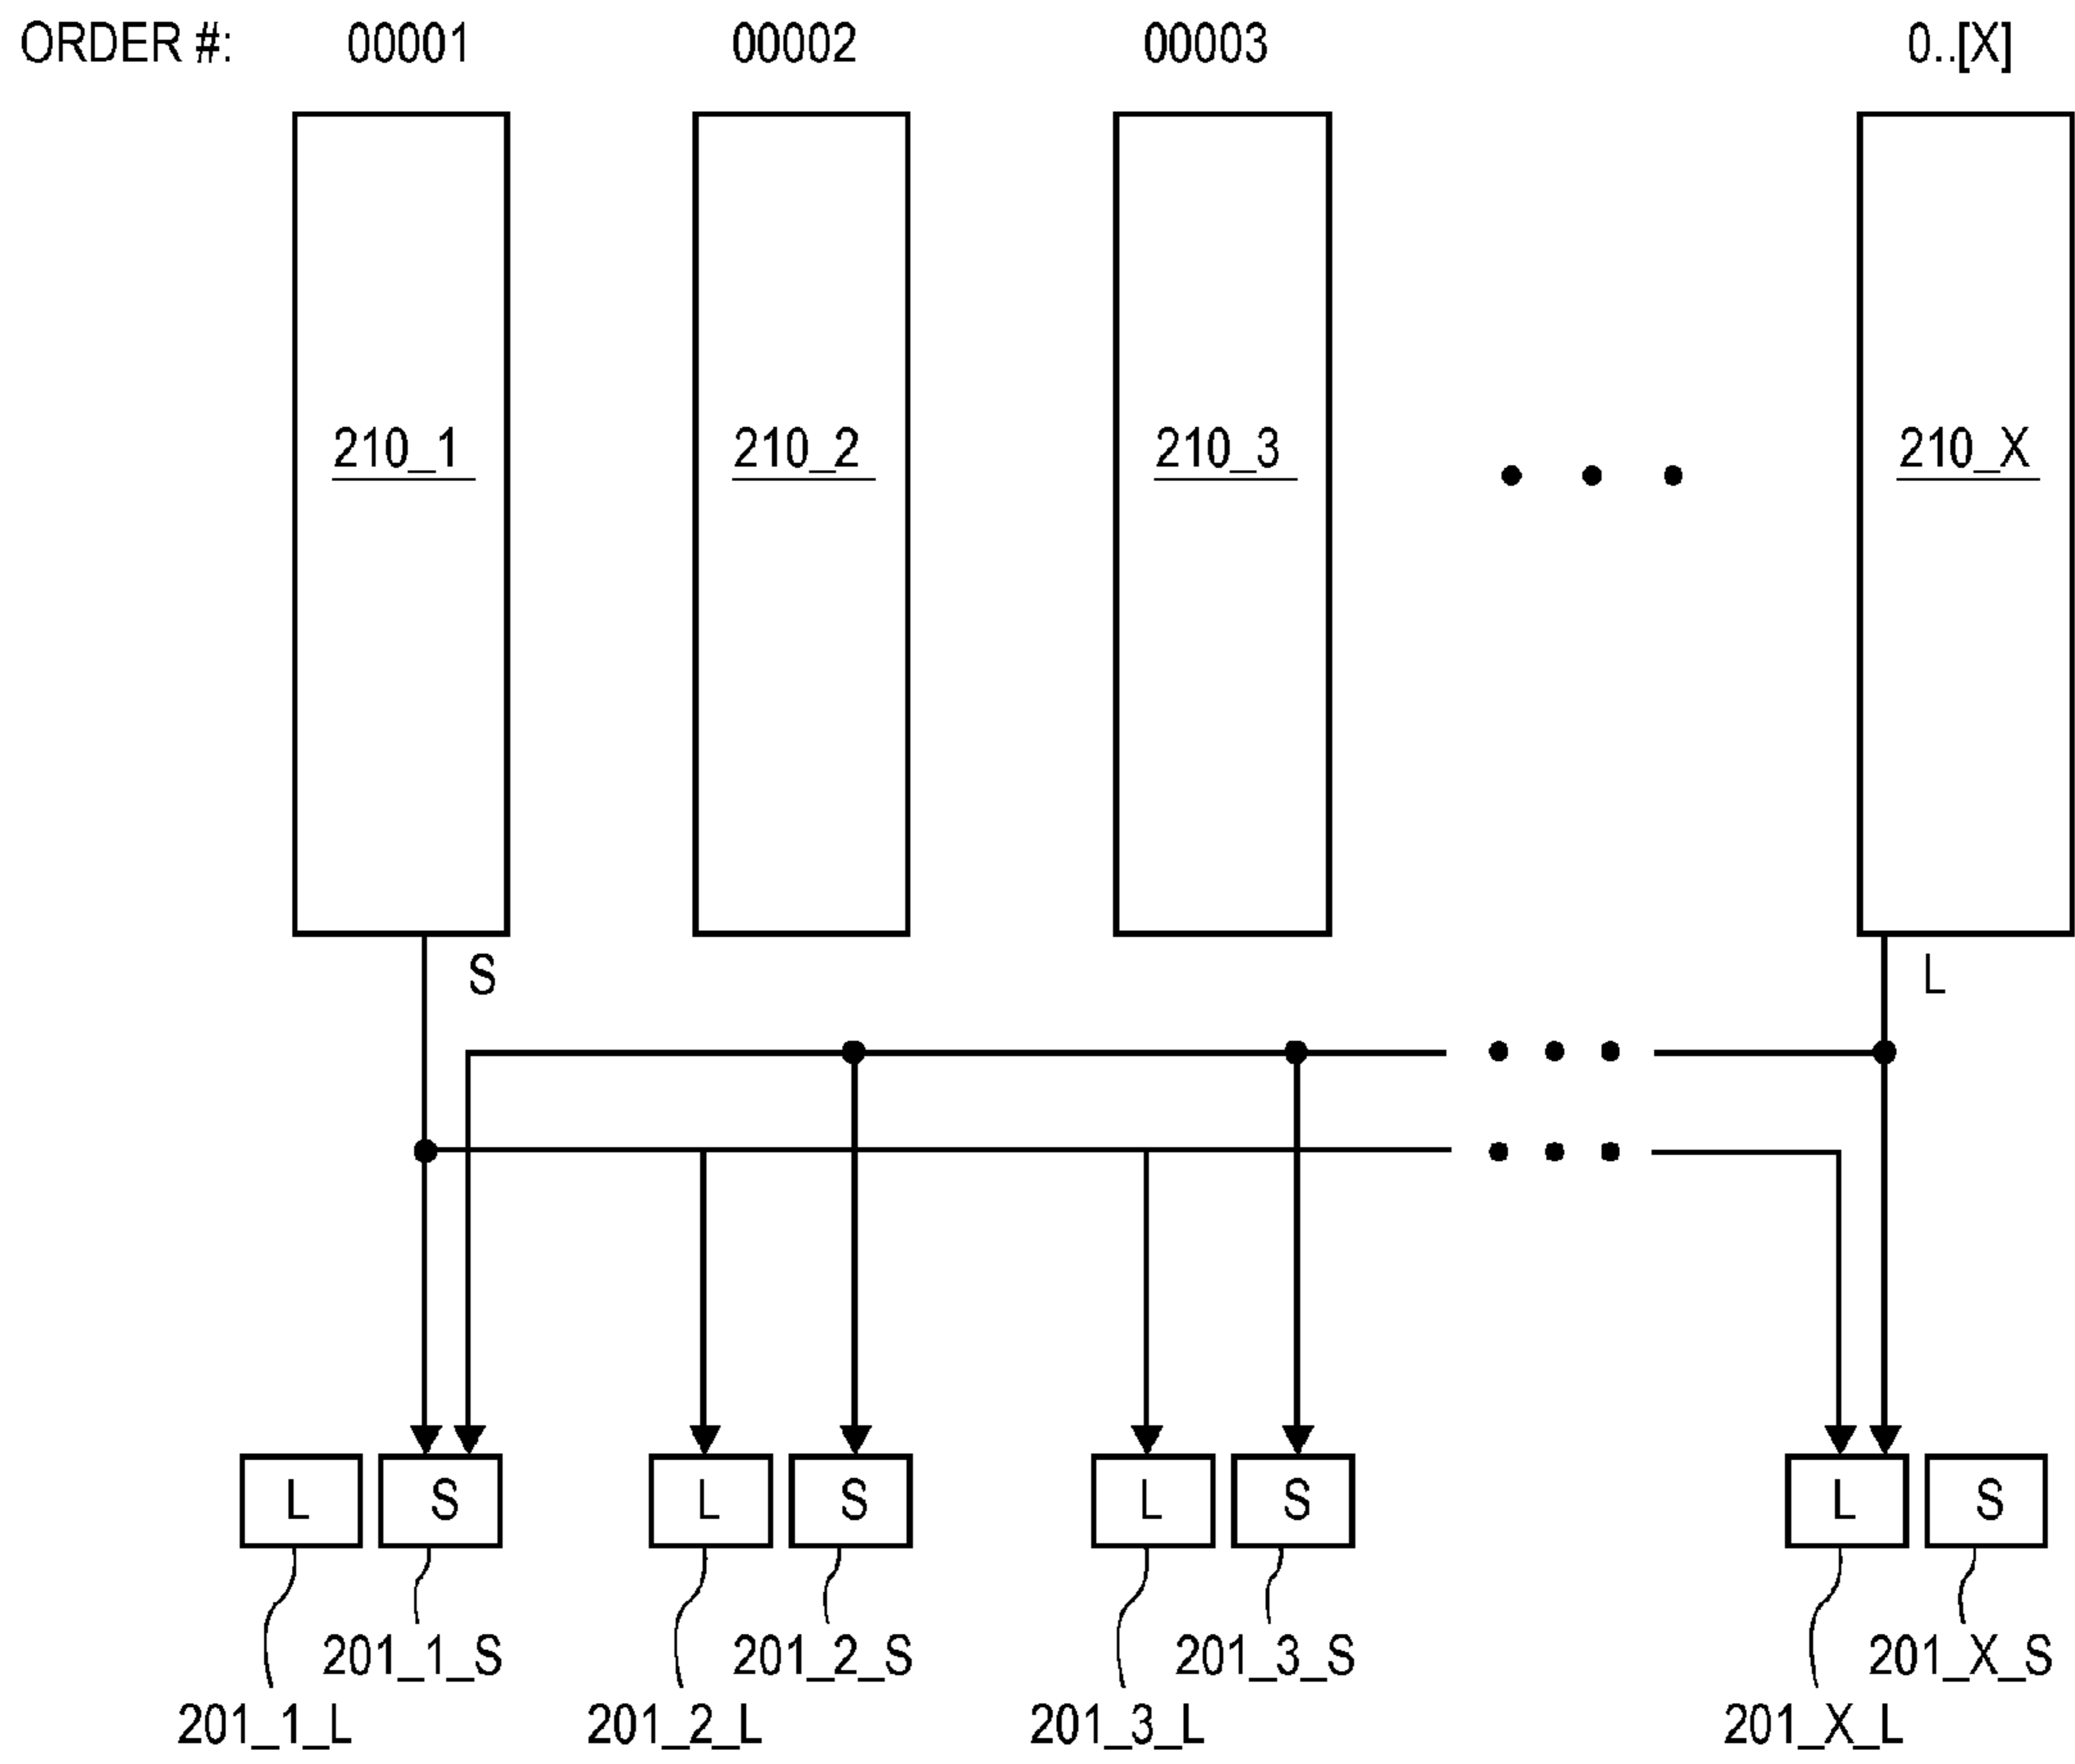 ORDER #: 00001 00002 00003 0..[X]
210_1 210_2 210_3 210_X
S L
L S L S L S L S
201_1_S 201_2_S 201_3_S 201_X_S
201_1_L 201_2_L 201_3_L 201_X_L